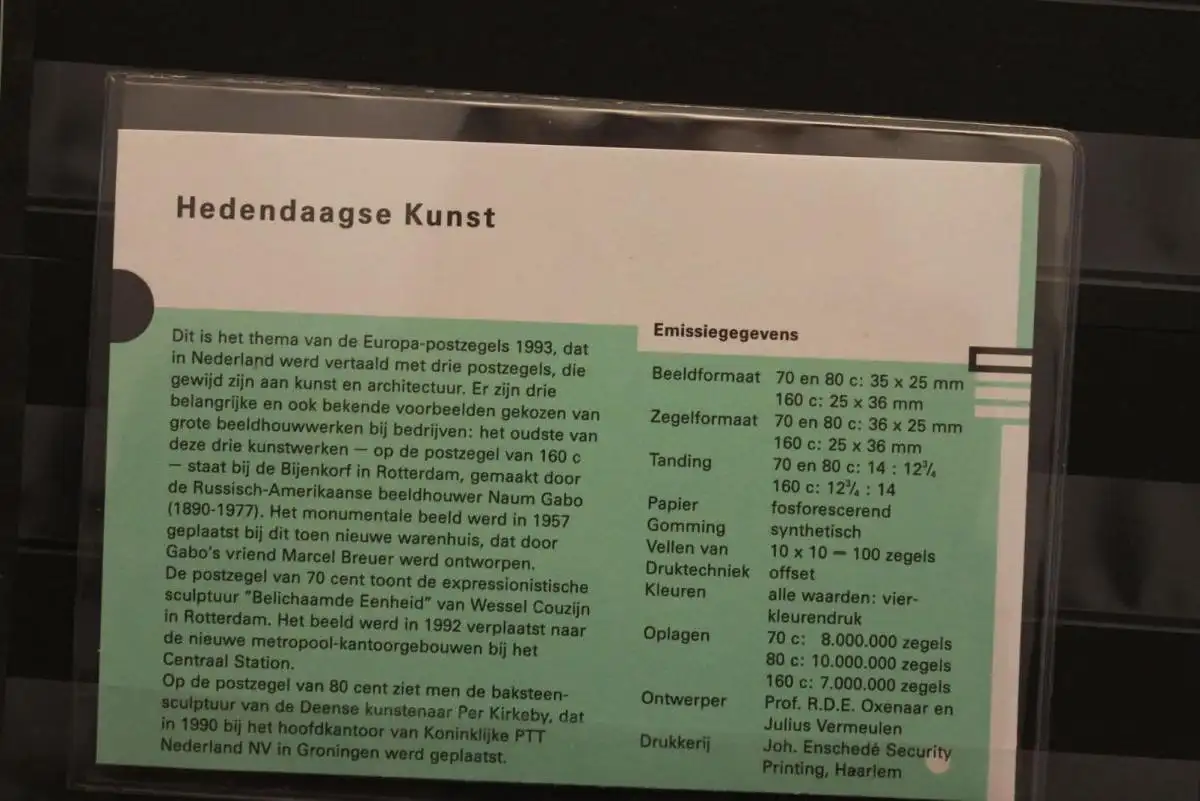 Hedendaagse Kunst
Dit is het thema van de Europa-postzegels 1993, dat
in Nederland werd vertaald met drie postzegels, die
gewijd zijn aan kunst en architectuur. Er zijn drie
belangrijke en ook bekende voorbeelden gekozen van
grote beeldhouwwerken bij bedrijven: het oudste van
deze drie kunstwerken — op de postzegel van 160 c
— staat bij de Bijenkorf in Rotterdam, gemaakt door
de Russisch-Amerikaanse beeldhouwer Naum Gabo
(1890-1977). Het monumentale beeld werd in 1957
geplaatst bij dit toen nieuwe warenhuis, dat door
Gabo's vriend Marcel Breuer werd ontworpen.
De postzegel van 70 cent toont de expressionistische
sculptuur "Belichaamde Eenheid" van Wessel Couzijn
in Rotterdam. Het beeld werd in 1992 verplaatst naar
de nieuwe metropool-kantoorgebouwen bij het
Centraal Station.
Op de postzegel van 80 cent ziet men de baksteen-
sculptuur van de Deense kunstenaar Per Kirkeby, dat
in 1990 bij het hoofdkantoor van Koninklijke PTT
Nederland NV in Groningen werd geplaatst.
Emissiegegevens
Beeldformaat 70 en 80 c: 35 x 25 mm
160 c: 25 x 36 mm
Zegelformaat 70 en 80 c: 36 x 25 mm
160 c: 25 x 36 mm
Tanding 70 en 80 c: 14 : 12¾
160 c: 12¾ : 14
Papier fosforescerend
Gomming synthetisch
Vellen van 10 x 10 = 100 zegels
Druktechniek offset
Kleuren alle waarden: vier-
kleurendruk
Oplagen 70 c: 8.000.000 zegels
80 c: 10.000.000 zegels
160 c: 7.000.000 zegels
Ontwerper Prof. R.D.E. Oxenaar en
Julius Vermeulen
Drukkerij Joh. Enschedé Security
Printing, Haarlem